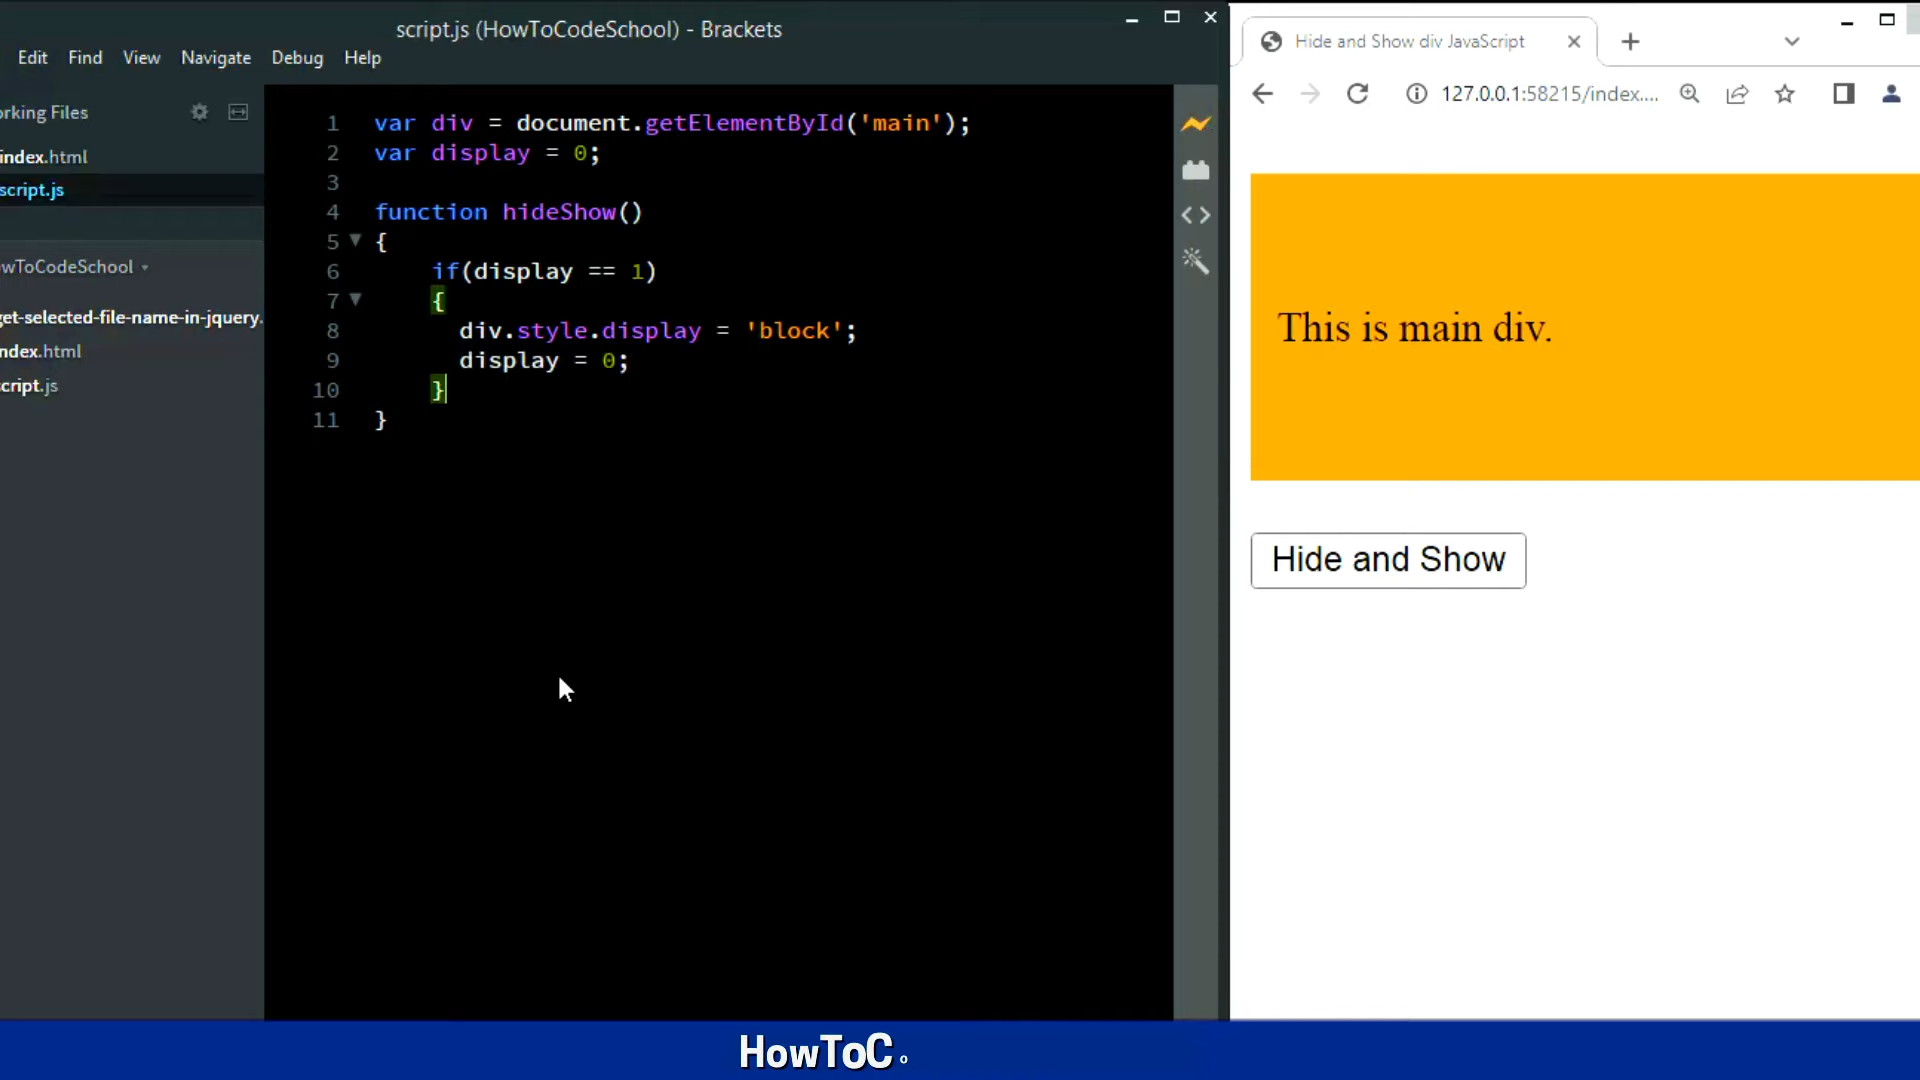 script.js (HowToCodeSchool) - Brackets
Edit Find View Navigate Debug Help
orking Files
index.html
script.js
wToCodeSchool
get-selected-file-name-in-jquery.
ndex.html
cript.js
1 var div = document.getElementById('main');
2 var display = 0;
3
4 function hideShow()
5 {
6 if(display == 1)
7 {
8 div.style.display = 'block';
9 display = 0;
10 }
11 }
Hide and Show div JavaScript
127.0.0.1:58215/index....
This is main div.
Hide and Show
HowToC